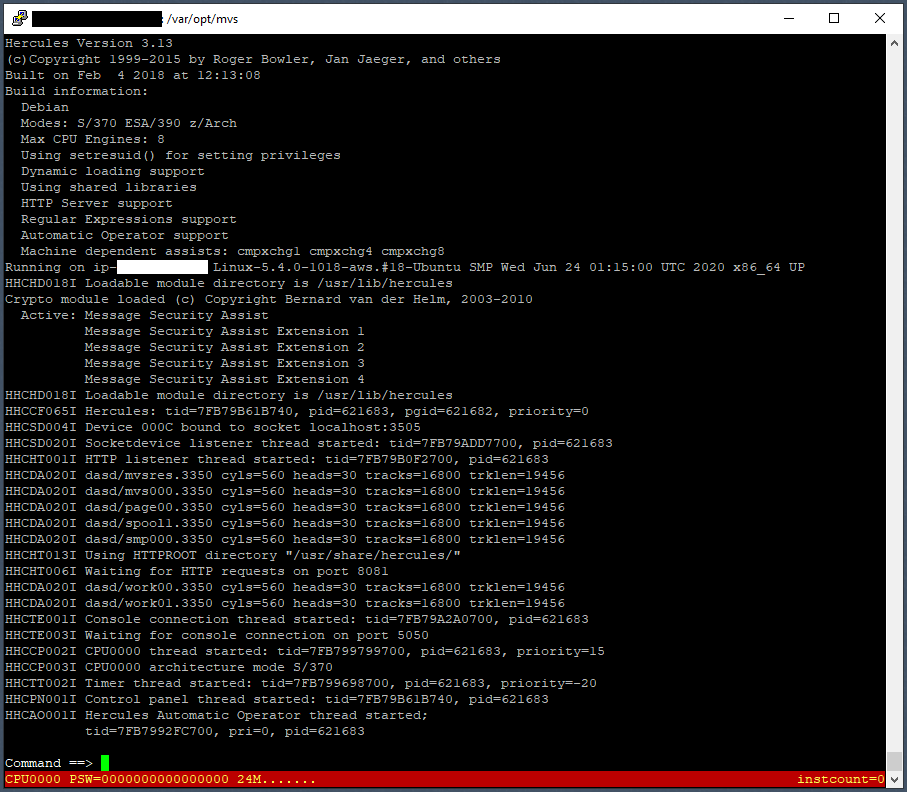 : /var/opt/mvs
Hercules Version 3.13
(c)Copyright 1999-2015 by Roger Bowler, Jan Jaeger, and others
Built on Feb  4 2018 at 12:13:08
Build information:
  Debian
  Modes: S/370 ESA/390 z/Arch
  Max CPU Engines: 8
  Using setresuid() for setting privileges
  Dynamic loading support
  Using shared libraries
  HTTP Server support
  Regular Expressions support
  Automatic Operator support
  Machine dependent assists: cmpxchg1 cmpxchg4 cmpxchg8
Running on ip- Linux-5.4.0-1018-aws.#18-Ubuntu SMP Wed Jun 24 01:15:00 UTC 2020 x86_64 UP
HHCHD018I Loadable module directory is /usr/lib/hercules
Crypto module loaded (c) Copyright Bernard van der Helm, 2003-2010
  Active: Message Security Assist
          Message Security Assist Extension 1
          Message Security Assist Extension 2
          Message Security Assist Extension 3
          Message Security Assist Extension 4
HHCHD018I Loadable module directory is /usr/lib/hercules
HHCCF065I Hercules: tid=7FB79B61B740, pid=621683, pgid=621682, priority=0
HHCSD004I Device 000C bound to socket localhost:3505
HHCSD020I Socketdevice listener thread started: tid=7FB79ADD7700, pid=621683
HHCHT001I HTTP listener thread started: tid=7FB79B0F2700, pid=621683
HHCDA020I dasd/mvsres.3350 cyls=560 heads=30 tracks=16800 trklen=19456
HHCDA020I dasd/mvs000.3350 cyls=560 heads=30 tracks=16800 trklen=19456
HHCDA020I dasd/page00.3350 cyls=560 heads=30 tracks=16800 trklen=19456
HHCDA020I dasd/spool1.3350 cyls=560 heads=30 tracks=16800 trklen=19456
HHCDA020I dasd/smp000.3350 cyls=560 heads=30 tracks=16800 trklen=19456
HHCHT013I Using HTTPROOT directory "/usr/share/hercules/"
HHCHT006I Waiting for HTTP requests on port 8081
HHCDA020I dasd/work00.3350 cyls=560 heads=30 tracks=16800 trklen=19456
HHCDA020I dasd/work01.3350 cyls=560 heads=30 tracks=16800 trklen=19456
HHCTE001I Console connection thread started: tid=7FB79A2A0700, pid=621683
HHCTE003I Waiting for console connection on port 5050
HHCCP002I CPU0000 thread started: tid=7FB799799700, pid=621683, priority=15
HHCCP003I CPU0000 architecture mode S/370
HHCTT002I Timer thread started: tid=7FB799698700, pid=621683, priority=-20
HHCPN001I Control panel thread started: tid=7FB79B61B740, pid=621683
HHCAO001I Hercules Automatic Operator thread started;
          tid=7FB7992FC700, pri=0, pid=621683
Command ==>
CPU0000 PSW=0000000000000000 24M....... instcount=0